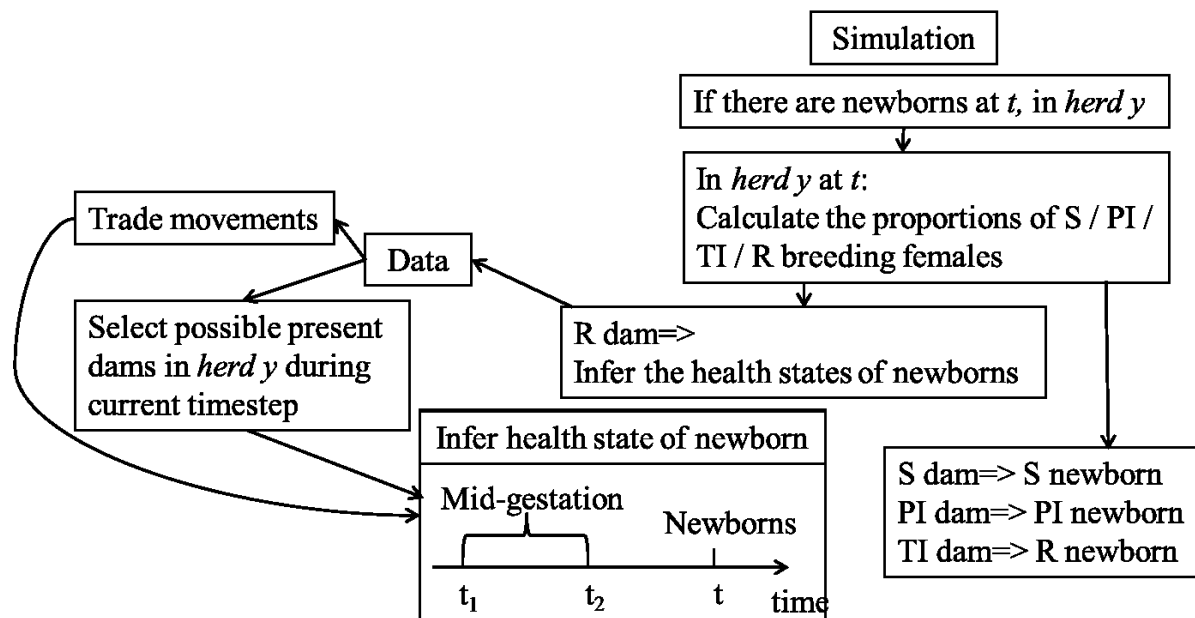 Simulation
If there are newborns at t, in herd y
In herd y at t:
Calculate the proportions of S / PI /
TI / R breeding females
Trade movements
Data
Select possible present
dams in herd y during
current timestep
R dam=>
Infer the health states of newborns
Infer health state of newborn
Mid-gestation
Newborns
t₁
t₂
t
time
S dam=> S newborn
PI dam=> PI newborn
TI dam=> R newborn